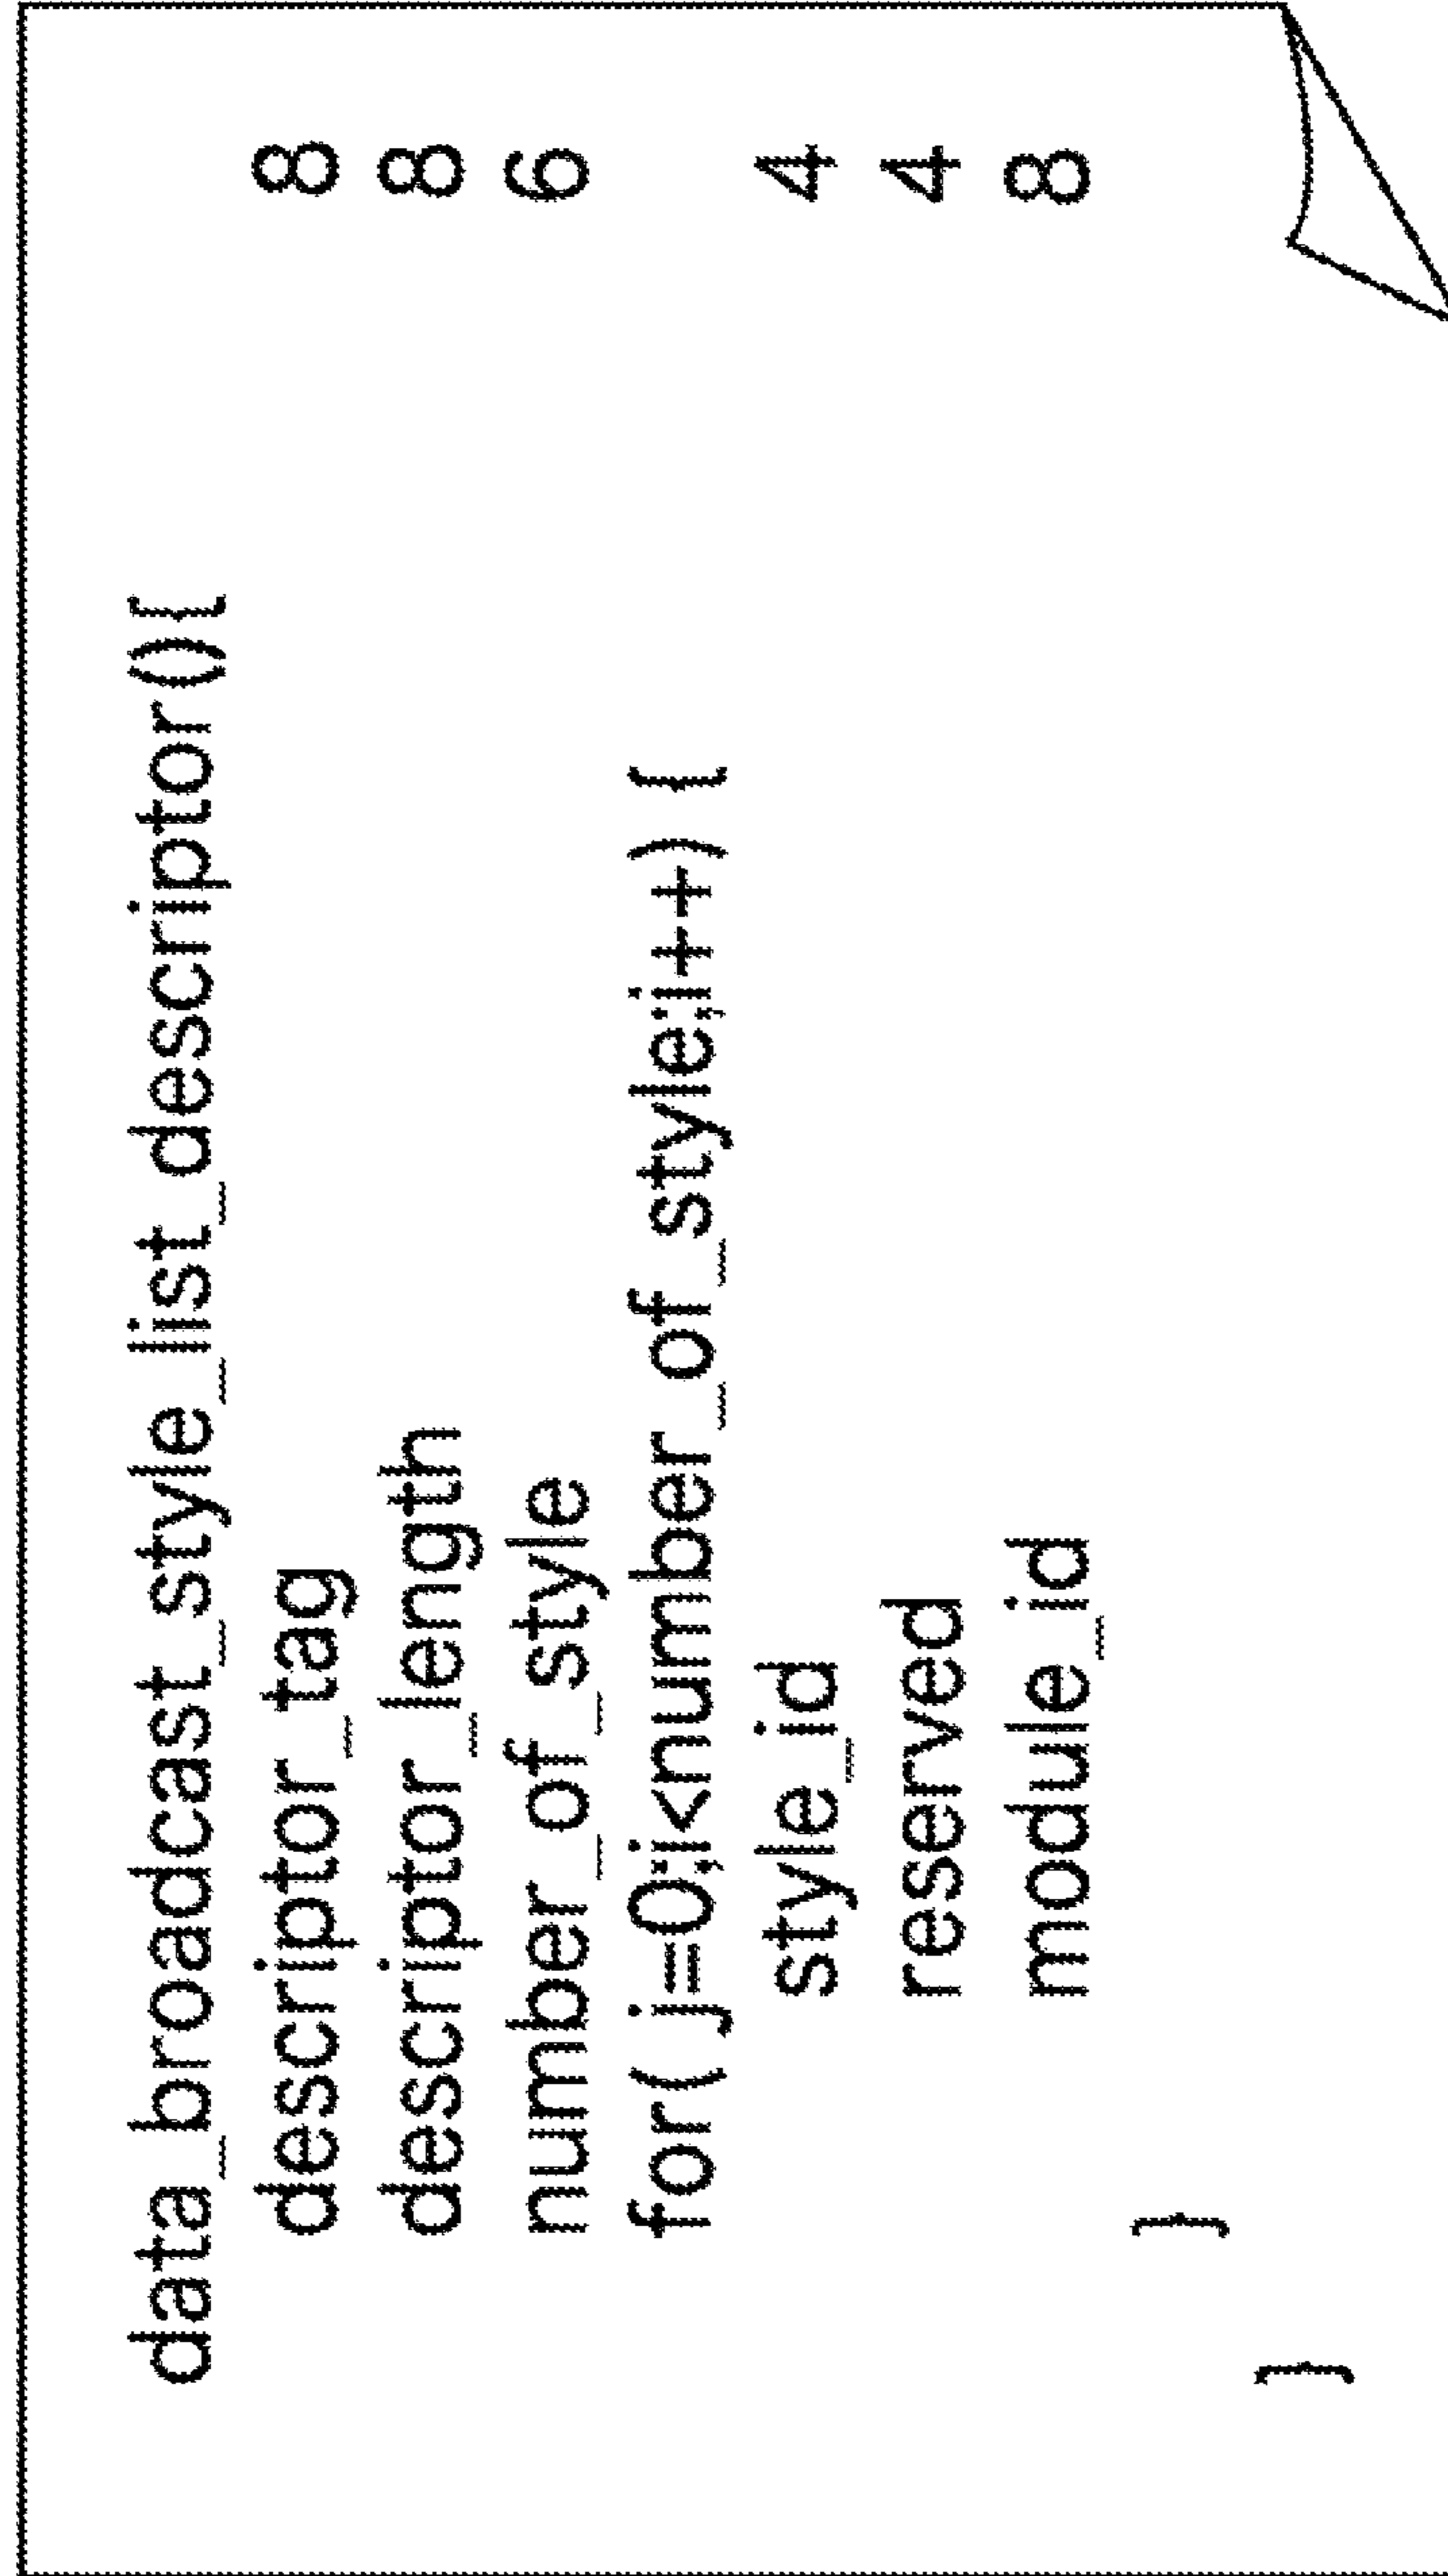 data_broadcast_style_list_descriptor(){
descriptor_tag 8
descriptor_length 8
number_of_style 6
for( j=0;i<number_of_style;i++) {
style_id 4
reserved 4
module_id 8
}
}